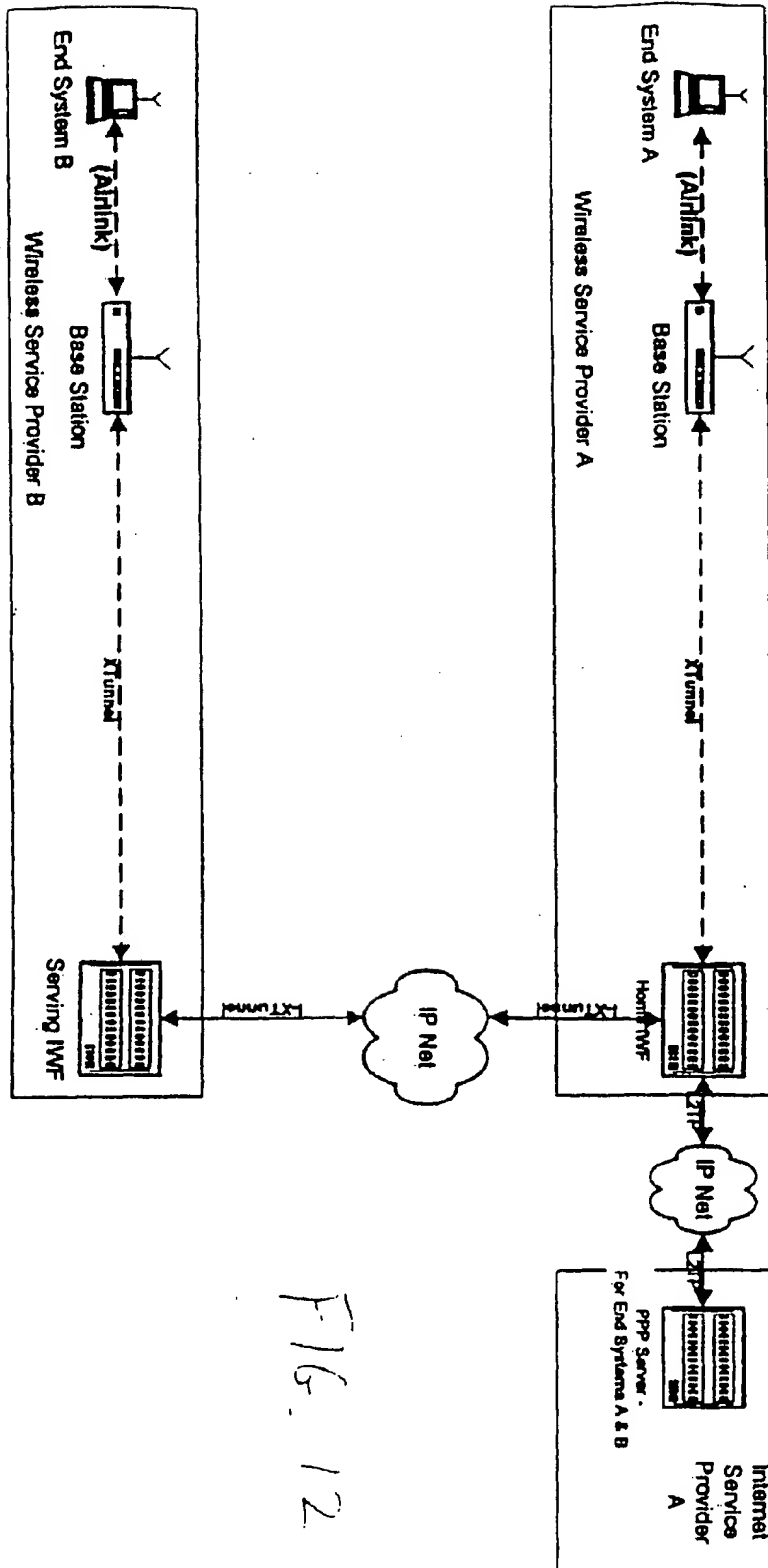 End System A
(Airlink)
Base Station
Wireless Service Provider A
XTunnel
Home IWF
L2TP
IP Net
L2TP
PPP Server -
For End Systems A & B
Internet
Service
Provider
A
I-XTunnel
IP Net
I-XTunnel
End System B
(Airlink)
Base Station
Wireless Service Provider B
XTunnel
Serving IWF
FIG. 12